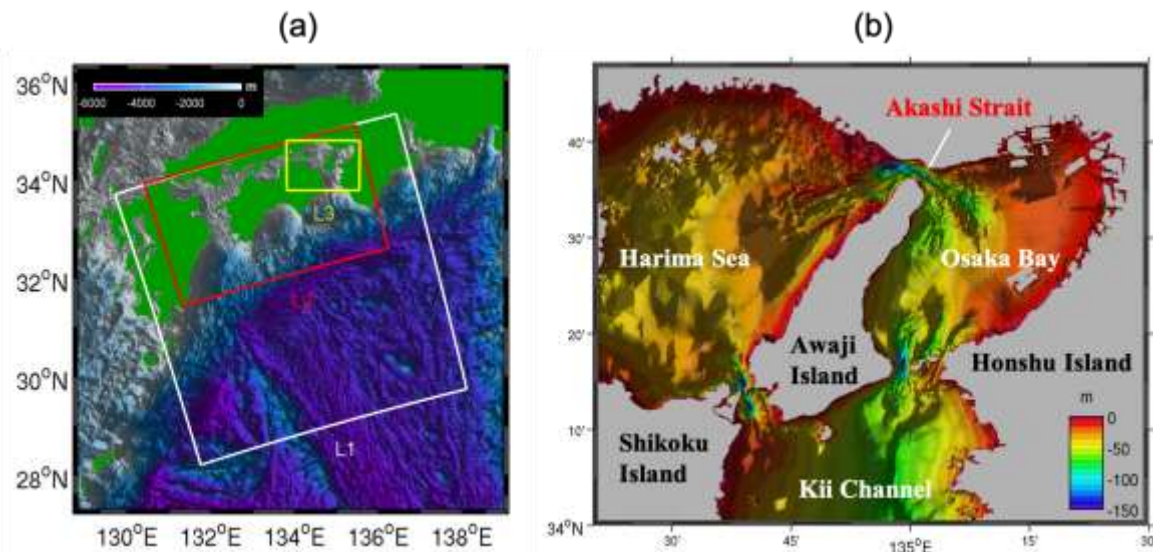 (a)
(b)
36°N
34°N
32°N
30°N
28°N
130°E
132°E
134°E
136°E
138°E
-6000
-4000
-2000
0
m
L3
L1
40'
30'
20'
10'
34°N
30'
45'
135°E
15'
30
Akashi Strait
Harima Sea
Osaka Bay
Awaji
Island
Honshu Island
Shikoku
Island
Kii Channel
m
0
-50
-100
-150